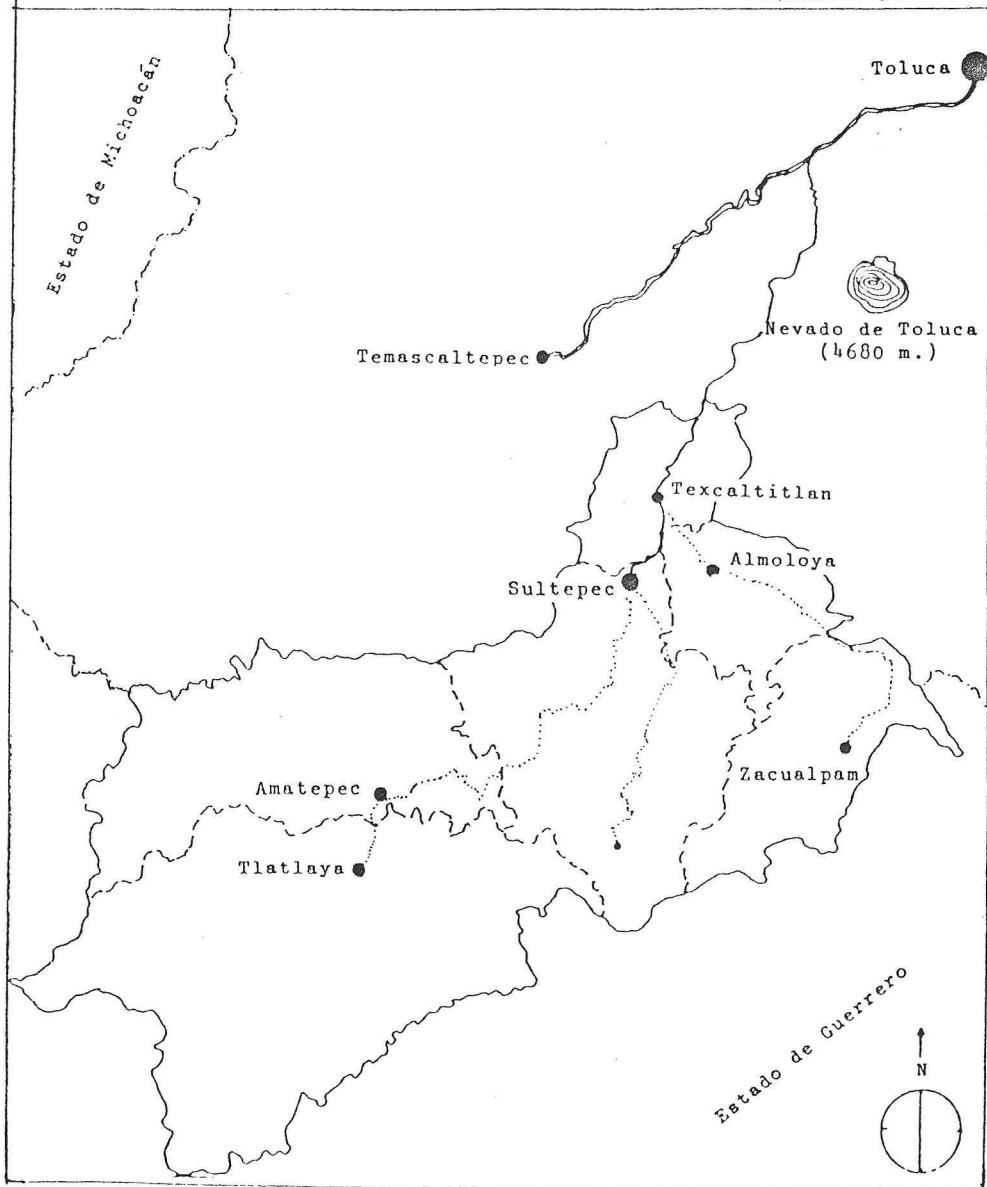 Toluca
Estado de Michoacán
Nevado de Toluca
(4680 m.)
Temascaltepec
Texcaltitlan
Almoloya
Sultepec
Zacualpam
Amatepec
Tlatlaya
Estado de Guerrero
N